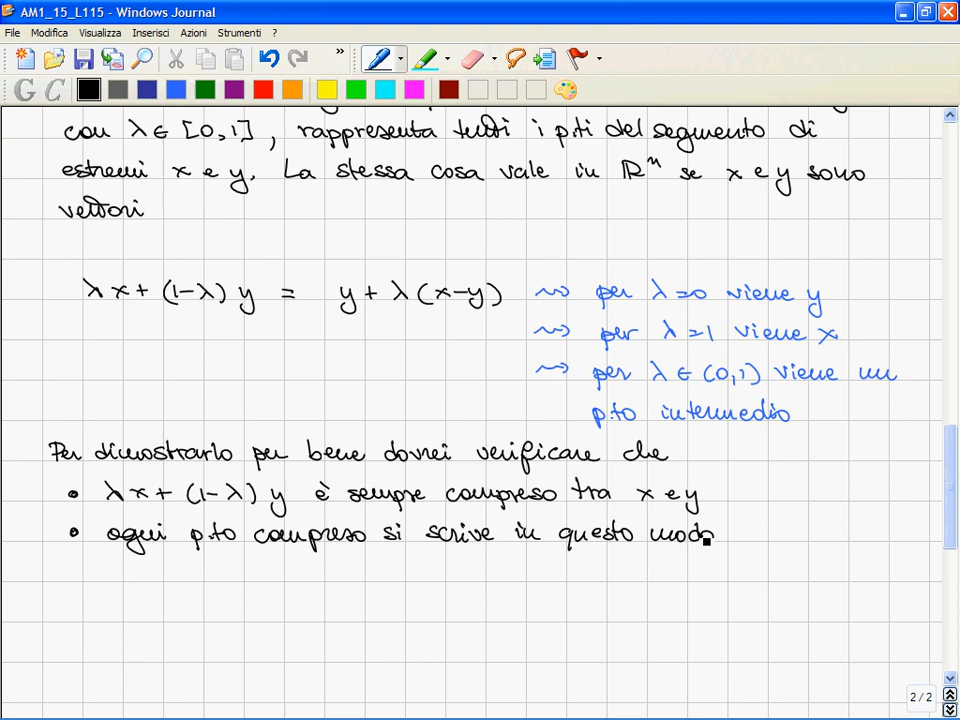 AM1_15_L115 - Windows Journal
File Modifica Visualizza Inserisci Azioni Strumenti ?
con λ ∈ [0,1], rappresenta tutti i p.ti del segmento di
estremi x e y. La stessa cosa vale in ℝⁿ se x e y sono
vettori
λx + (1-λ) y = y + λ(x-y) ⇝ per λ=0 viene y
⇝ per λ=1 viene x
⇝ per λ ∈ (0,1) viene un
p.to intermedio
Per dimostrarlo per bene dovrei verificare che
• λx + (1-λ) y è sempre compreso tra x e y
• ogni p.to compreso si scrive in questo modo
2/2